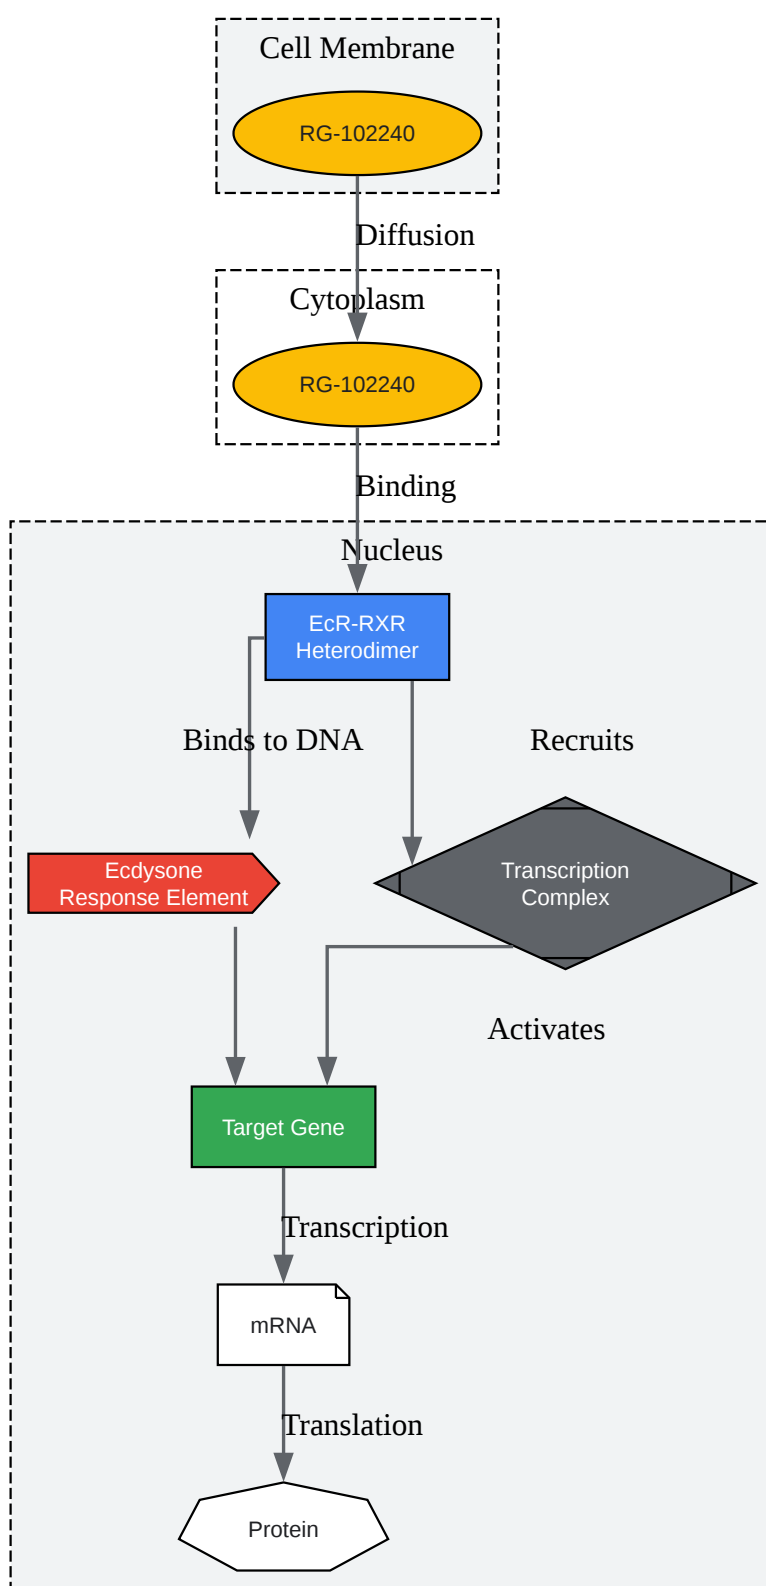 Cell Membrane
RG-102240
Diffusion
Cytoplasm
RG-102240
Binding
Nucleus
EcR-RXR
Heterodimer
Binds to DNA
Recruits
Ecdysone
Response Element
Transcription
Complex
Activates
Target Gene
Transcription
mRNA
Translation
Protein